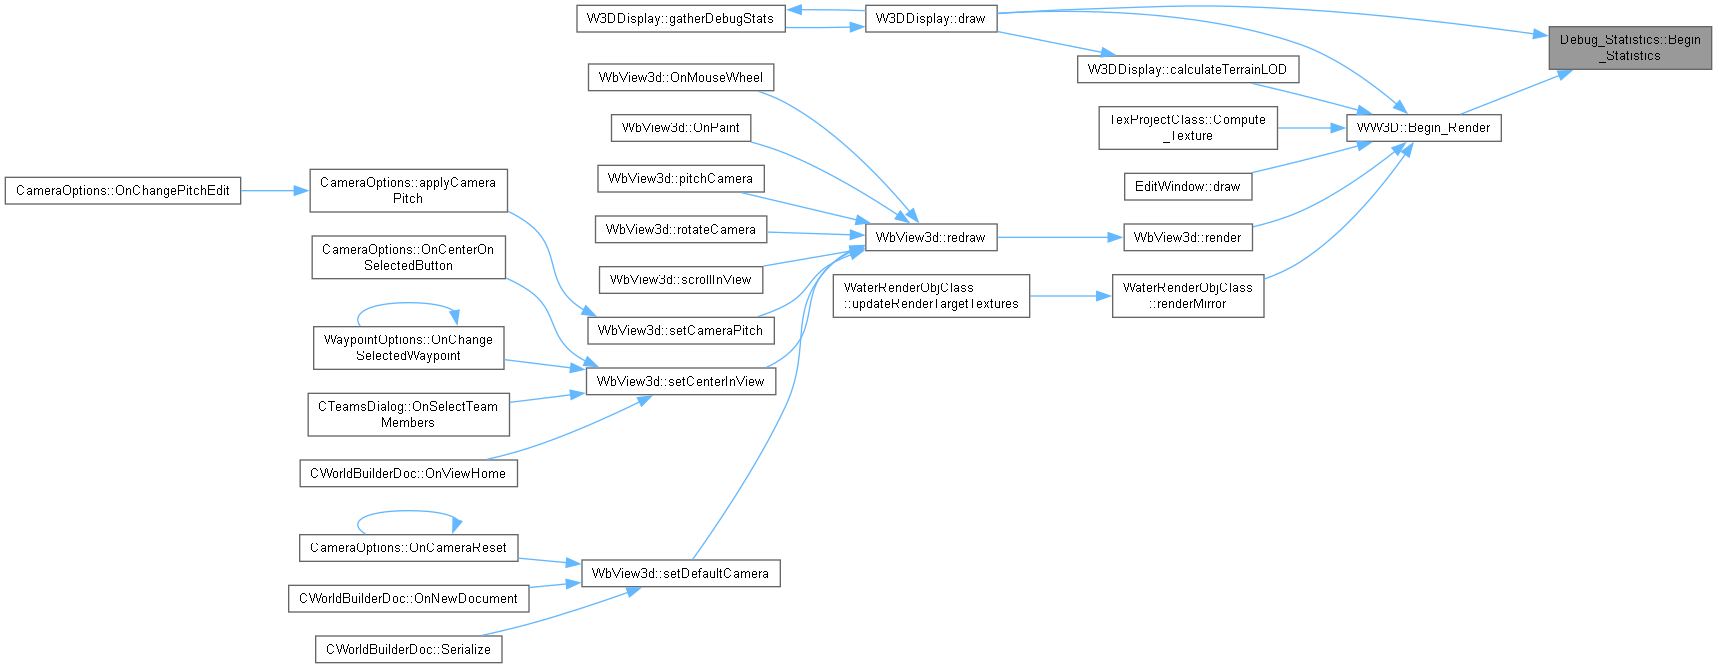 W3DDisplay::gatherDebugStats
W3DDisplay::draw
Debug_Statistics::Begin
_Statistics
W3DDisplay::calculateTerrainLOD
WbView3d::OnMouseWheel
TexProjectClass::Compute
_Texture
WW3D::Begin_Render
WbView3d::OnPaint
CameraOptions::OnChangePitchEdit
CameraOptions::applyCamera
Pitch
WbView3d::pitchCamera
EditWindow::draw
WbView3d::rotateCamera
WbView3d::redraw
WbView3d::render
CameraOptions::OnCenterOn
SelectedButton
WbView3d::scrollInView
WaterRenderObjClass
::updateRenderTargetTextures
WaterRenderObjClass
::renderMirror
WbView3d::setCameraPitch
WaypointOptions::OnChange
SelectedWaypoint
WbView3d::setCenterInView
CTeamsDialog::OnSelectTeam
Members
CWorldBuilderDoc::OnViewHome
CameraOptions::OnCameraReset
WbView3d::setDefaultCamera
CWorldBuilderDoc::OnNewDocument
CWorldBuilderDoc::Serialize